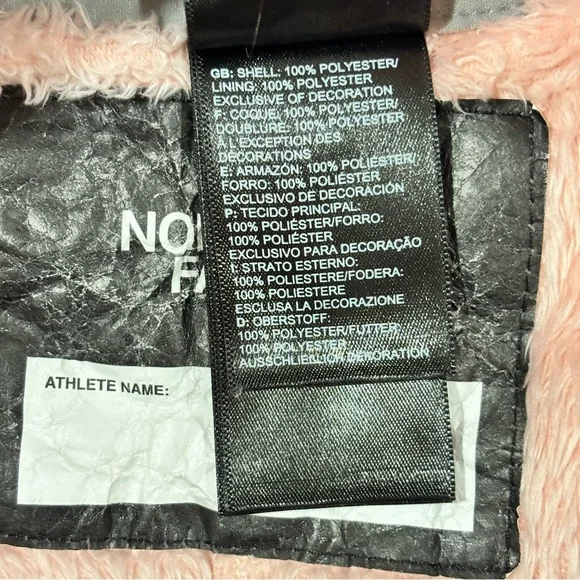 GB: SHELL: 100% POLYESTER/
LINING: 100% POLYESTER
EXCLUSIVE OF DECORATION
F: COQUE: 100% POLYESTER/
DOUBLURE: 100% POLYESTER
À L'EXCEPTION DES
DÉCORATIONS
E: ARMAZÓN: 100% POLIÉSTER/
FORRO: 100% POLIÉSTER
EXCLUSIVO DE DECORACIÓN
P: TECIDO PRINCIPAL:
100% POLIÉSTER/FORRO:
100% POLIÉSTER
EXCLUSIVO PARA DECORAÇÃO
I: STRATO ESTERNO:
100% POLIESTERE/FODERA:
100% POLIESTERE
ESCLUSA LA DECORAZIONE
D: OBERSTOFF:
100% POLYESTER/FUTTER:
100% POLYESTER
AUSSCHLIEßLICH DEKORATION
NO
FA
ATHLETE NAME: